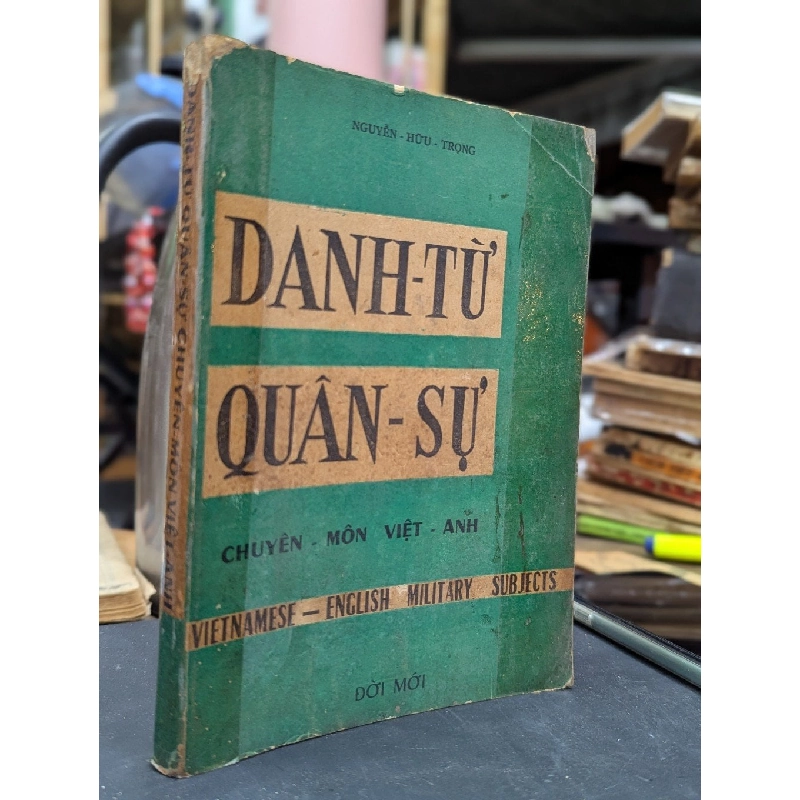 NGUYỄN - HỮU - TRỌNG
DANH-TỪ
QUÂN-SỰ
CHUYÊN - MÔN VIỆT - ANH
VIETNAMESE — ENGLISH MILITARY SUBJECTS
ĐỜI MỚI
DANH-TỪ QUÂN-SỰ CHUYÊN-MÔN VIỆT-ANH